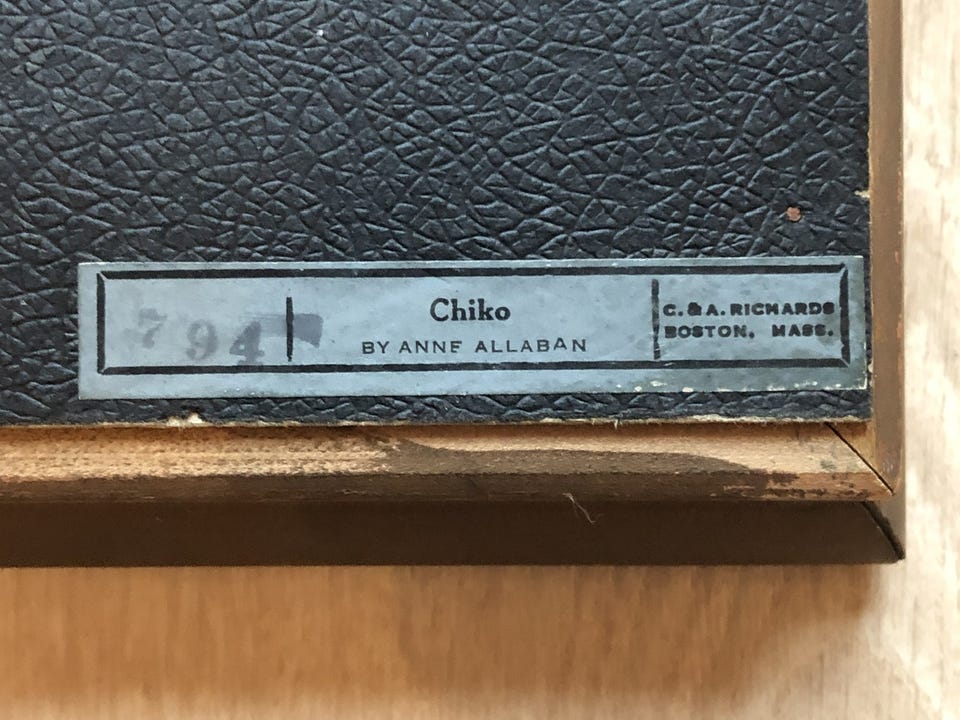 794
Chiko
BY ANNE ALLABAN
C. & A. RICHARDS
BOSTON, MASS.